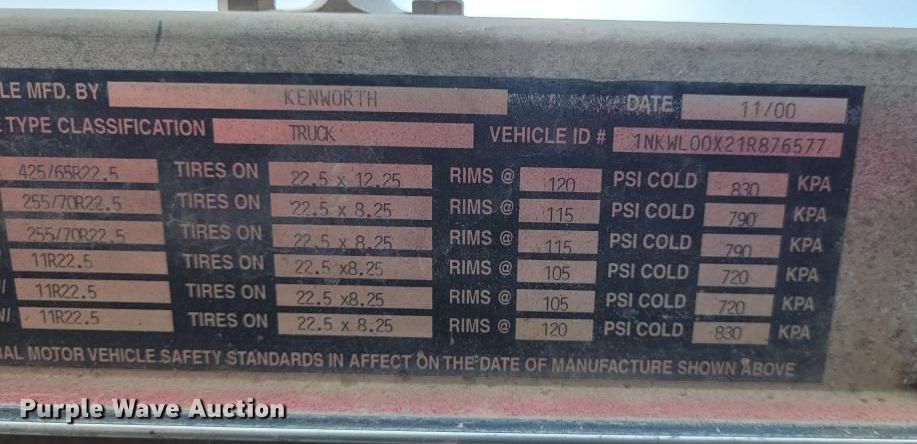 LE MFD. BY KENWORTH DATE 11/00
TYPE CLASSIFICATION TRUCK VEHICLE ID # 1NKWL00X21R876577
425/65R22.5 TIRES ON 22.5 x 12.25 RIMS @ 120 PSI COLD 830 KPA
255/70R22.5 TIRES ON 22.5 x 8.25 RIMS @ 115 PSI COLD 790 KPA
255/70R22.5 TIRES ON 22.5 x 8.25 RIMS @ 115 PSI COLD 790 KPA
11R22.5 TIRES ON 22.5 x8.25 RIMS @ 105 PSI COLD 720 KPA
11R22.5 TIRES ON 22.5 x8.25 RIMS @ 105 PSI COLD 720 KPA
11R22.5 TIRES ON 22.5 x 8.25 RIMS @ 120 PSI COLD 830 KPA
AL MOTOR VEHICLE SAFETY STANDARDS IN AFFECT ON THE DATE OF MANUFACTURE SHOWN ABOVE
Purple Wave Auction